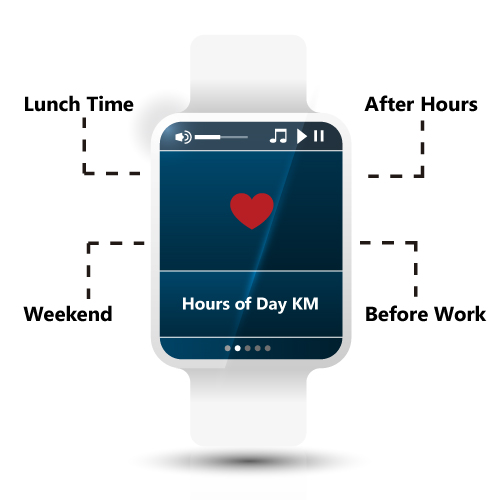 Lunch Time
After Hours
Hours of Day KM
Weekend
Before Work